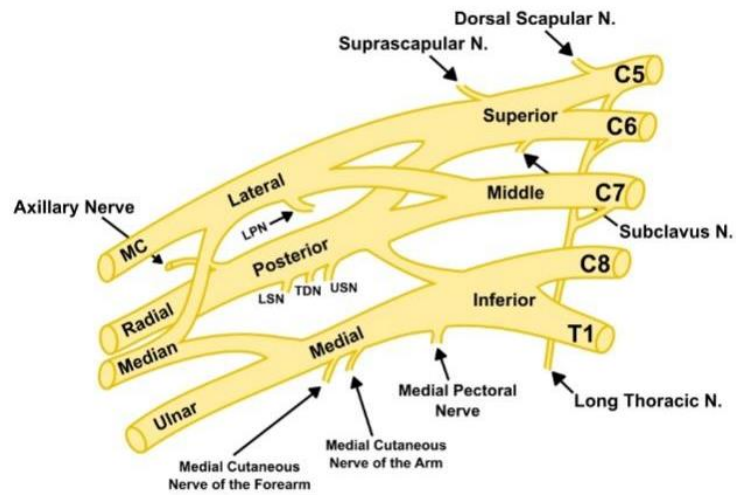 Dorsal Scapular N.
Suprascapular N.
C5
Superior
C6
Lateral
Middle
C7
Axillary Nerve
LPN
MC
Subclavus N.
Posterior
C8
LSN
TDN
USN
Inferior
Radial
T1
Medial
Median
Medial Pectoral
Nerve
Long Thoracic N.
Ulnar
Medial Cutaneous
Nerve of the Arm
Medial Cutaneous
Nerve of the Forearm